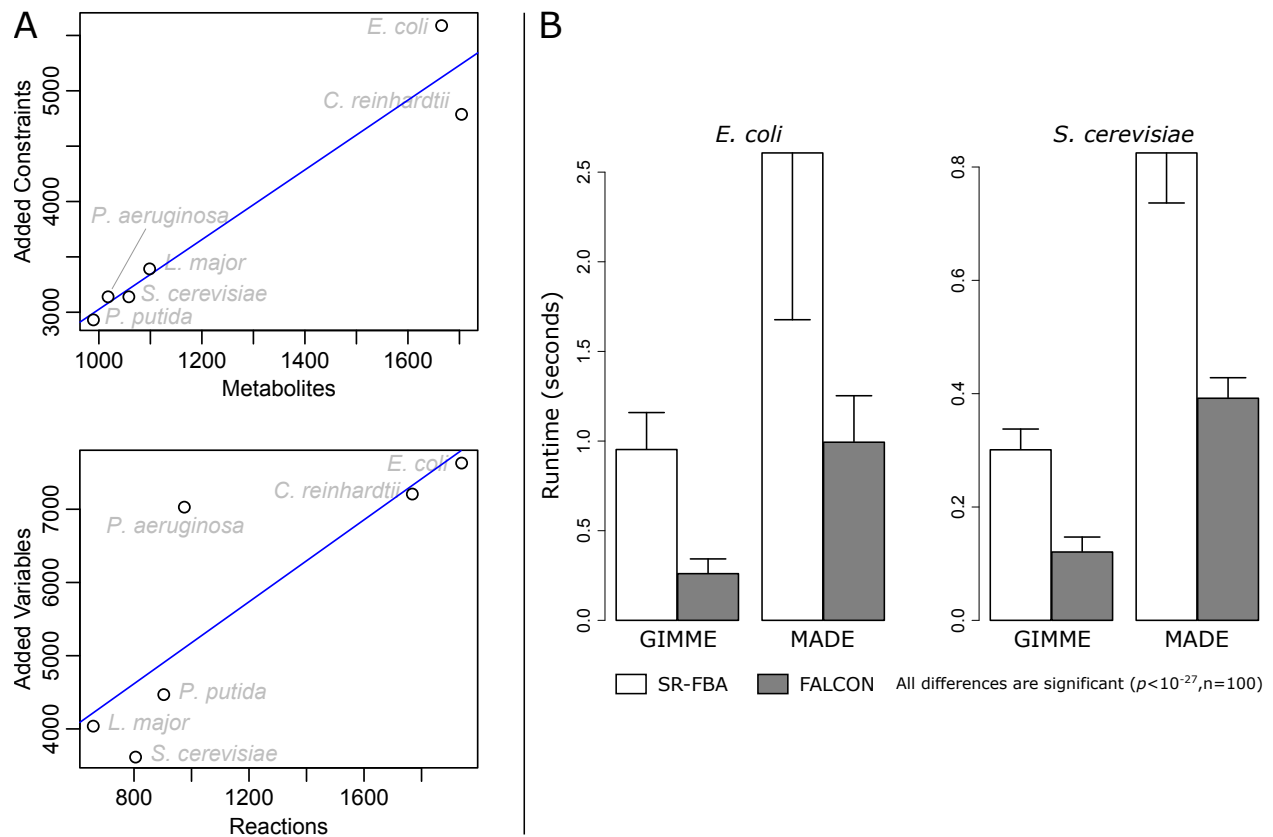 A
Added Constraints
3000
4000
5000
E. coli
C. reinhardtii
P. aeruginosa
L. major
S. cerevisiae
P. putida
1000
1200
1400
1600
Metabolites
Added Variables
4000
5000
6000
7000
E. coli
C. reinhardtii
P. aeruginosa
P. putida
L. major
S. cerevisiae
800
1200
1600
Reactions
B
E. coli
Runtime (seconds)
0.0
0.5
1.0
1.5
2.0
2.5
GIMME
MADE
S. cerevisiae
0.0
0.2
0.4
0.6
0.8
GIMME
MADE
SR-FBA
FALCON
All differences are significant (p<10⁻²⁷,n=100)